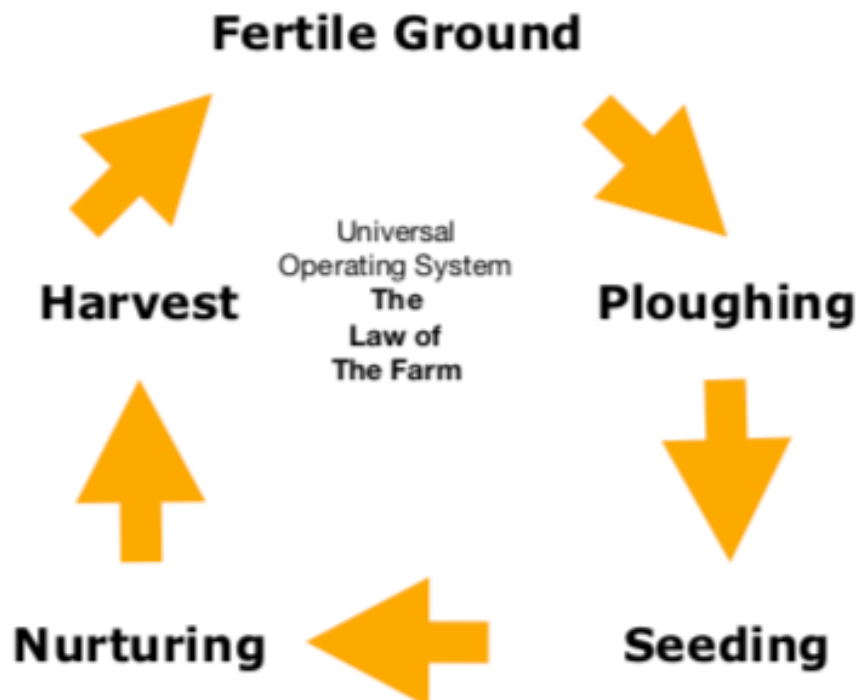 Fertile Ground
Universal
Operating System
The
Law of
The Farm
Harvest
Ploughing
Nurturing
Seeding